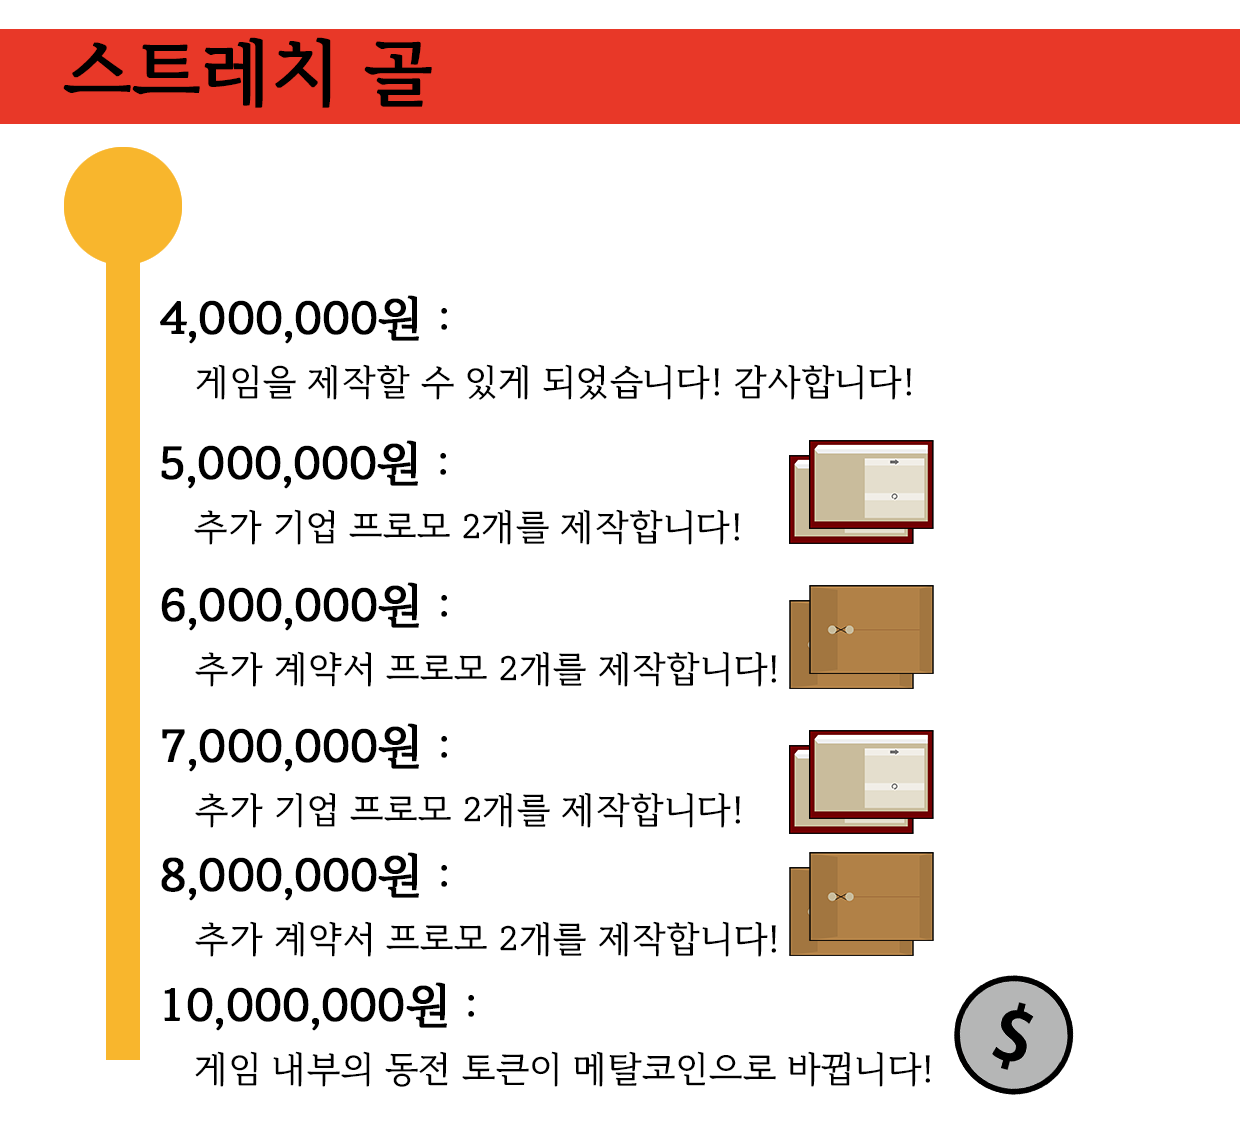 스트레치 골
4,000,000원 :
게임을 제작할 수 있게 되었습니다! 감사합니다!
5,000,000원 :
추가 기업 프로모 2개를 제작합니다!
6,000,000원 :
추가 계약서 프로모 2개를 제작합니다!
7,000,000원 :
추가 기업 프로모 2개를 제작합니다!
8,000,000원 :
추가 계약서 프로모 2개를 제작합니다!
10,000,000원 :
게임 내부의 동전 토큰이 메탈코인으로 바뀝니다!
$